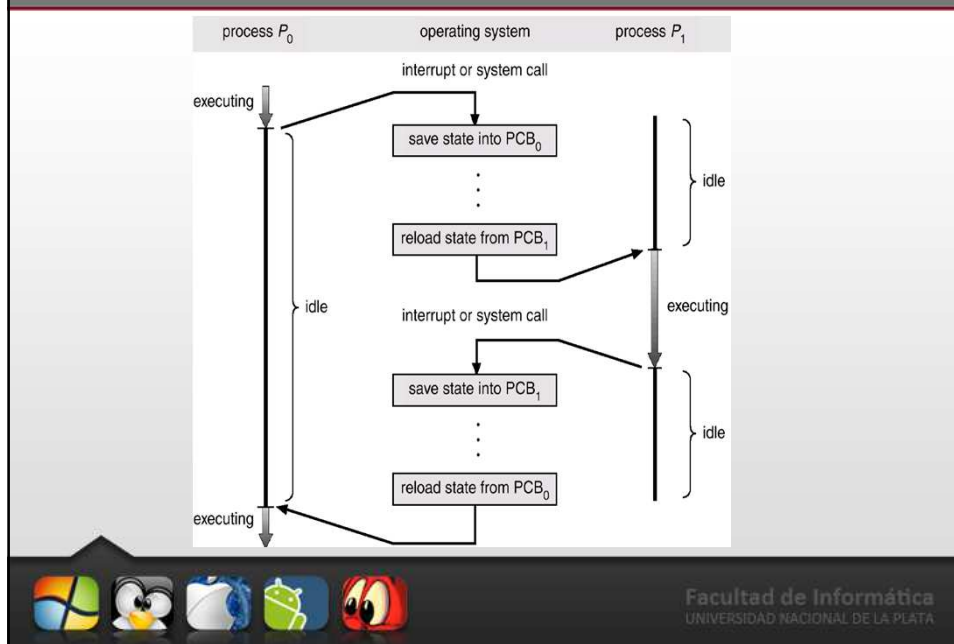 process P₀ operating system process P₁
interrupt or system call
executing
save state into PCB₀
idle
reload state from PCB₁
idle
executing
interrupt or system call
save state into PCB₁
idle
reload state from PCB₀
executing
Facultad de Informática
UNIVERSIDAD NACIONAL DE LA PLATA